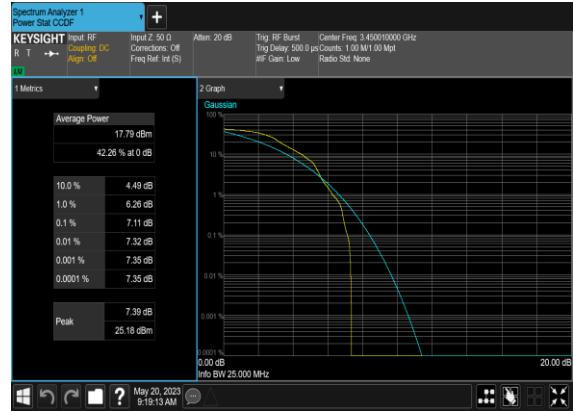 Spectrum Analyzer 1
Power Stat CCDF
KEYSIGHT
R T
LXI
Input: RF
Coupling: DC
Align: Off
Input Z: 50 Ω
Corrections: Off
Freq Ref: Int (S)
Atten: 20 dB
Trig: RF Burst
Trig Delay: 500.0 µs
#IF Gain: Low
Center Freq: 3.450010000 GHz
Counts: 1.00 M/1.00 Mpt
Radio Std: None
1 Metrics
Average Power
17.79 dBm
42.26 % at 0 dB
10.0 % 4.49 dB
1.0 % 6.26 dB
0.1 % 7.11 dB
0.01 % 7.32 dB
0.001 % 7.35 dB
0.0001 % 7.35 dB
Peak
7.39 dB
25.18 dBm
2 Graph
Gaussian
100 %
10 %
1 %
0.1 %
0.01 %
0.001 %
0.0001 %
0.00 dB 20.00 dB
Info BW 25.000 MHz
? May 20, 2023
9:19:13 AM